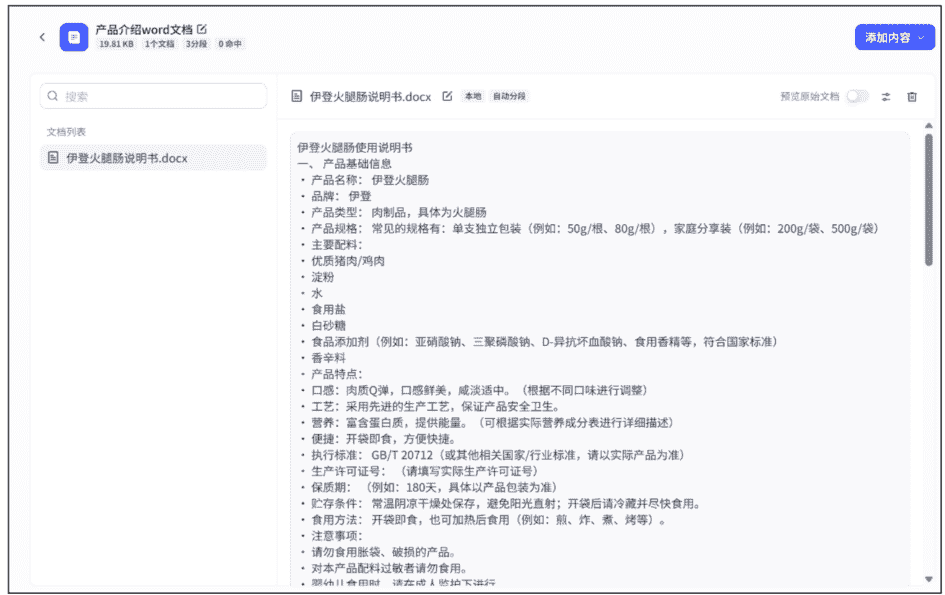 产品介绍word文档
19.81 KB 1个文档 3分段 0 命中
添加内容
搜索
文档列表
伊登火腿肠说明书.docx
伊登火腿肠说明书.docx 本地 自动分段
预览原始文档
伊登火腿肠使用说明书
一、 产品基础信息
• 产品名称： 伊登火腿肠
• 品牌： 伊登
• 产品类型： 肉制品，具体为火腿肠
• 产品规格： 常见的规格有：单支独立包装（例如：50g/根、80g/根），家庭分享装（例如：200g/袋、500g/袋）
• 主要配料：
• 优质猪肉/鸡肉
• 淀粉
• 水
• 食用盐
• 白砂糖
• 食品添加剂（例如：亚硝酸钠、三聚磷酸钠、D-异抗坏血酸钠、食用香精等，符合国家标准）
• 香辛料
• 产品特点：
• 口感：肉质Q弹，口感鲜美，咸淡适中。（根据不同口味进行调整）
• 工艺：采用先进的生产工艺，保证产品安全卫生。
• 营养：富含蛋白质，提供能量。（可根据实际营养成分表进行详细描述）
• 便捷：开袋即食，方便快捷。
• 执行标准： GB/T 20712（或其他相关国家/行业标准，请以实际产品为准）
• 生产许可证号： （请填写实际生产许可证号）
• 保质期： （例如：180天，具体以产品包装为准）
• 贮存条件： 常温阴凉干燥处保存，避免阳光直射；开袋后请冷藏并尽快食用。
• 食用方法： 开袋即食，也可加热后食用（例如：煎、炸、煮、烤等）。
• 注意事项：
• 请勿食用胀袋、破损的产品。
• 对本产品配料过敏者请勿食用。
• 婴幼儿食用时，请在成人监护下进行